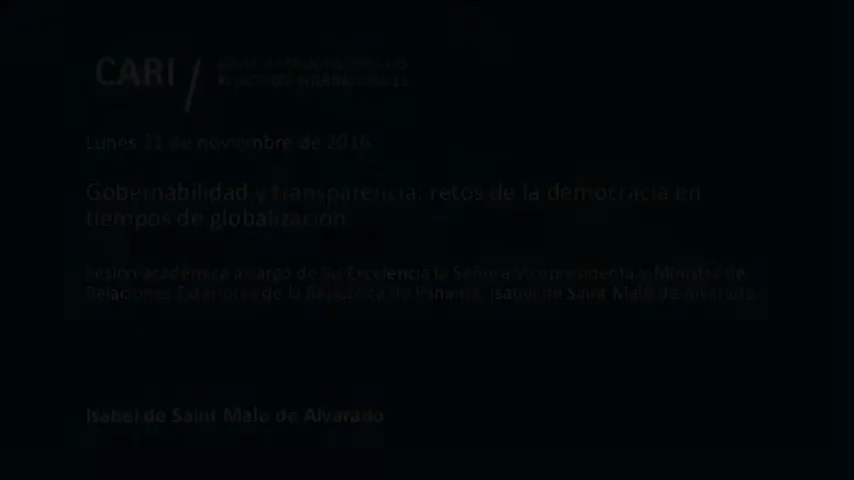 CARI
RELACIONES INTERNACIONALES
Lunes 21 de noviembre de 2016
Gobernabilidad y transparencia: retos de la democracia en
tiempos de globalización
Sesión académica a cargo de Su Excelencia la Señora Vicepresidenta y Ministra de
Relaciones Exteriores de la República de Panamá, Isabel de Saint Malo de Alvarado
Isabel de Saint Malo de Alvarado